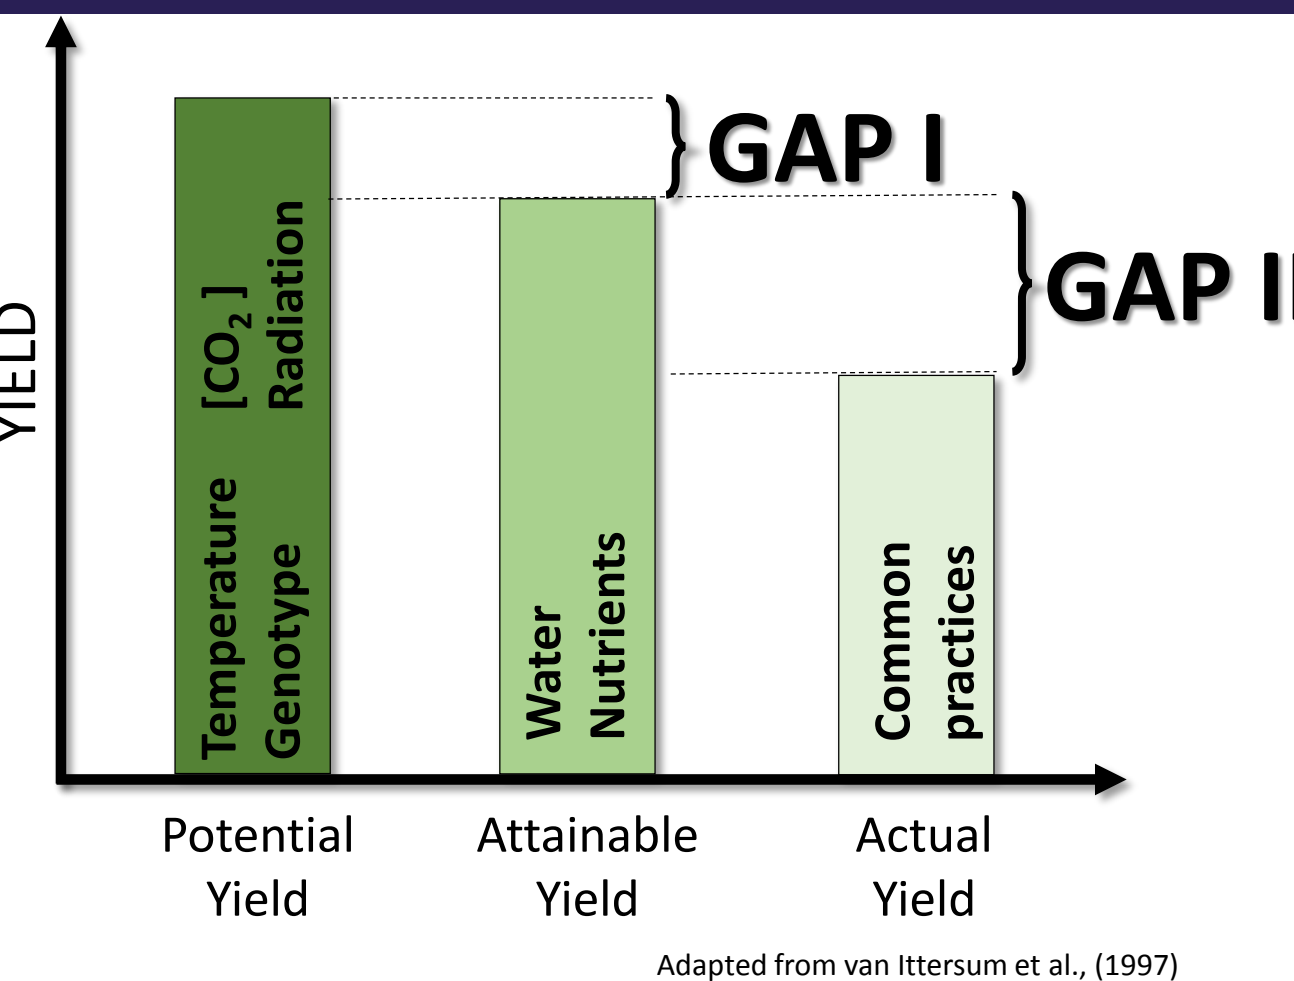 GAP I
GAP II
YIELD
Temperature [CO₂ ]
Genotype Radiation
Water
Nutrients
Common
practices
Potential
Yield
Attainable
Yield
Actual
Yield
Adapted from van Ittersum et al., (1997)